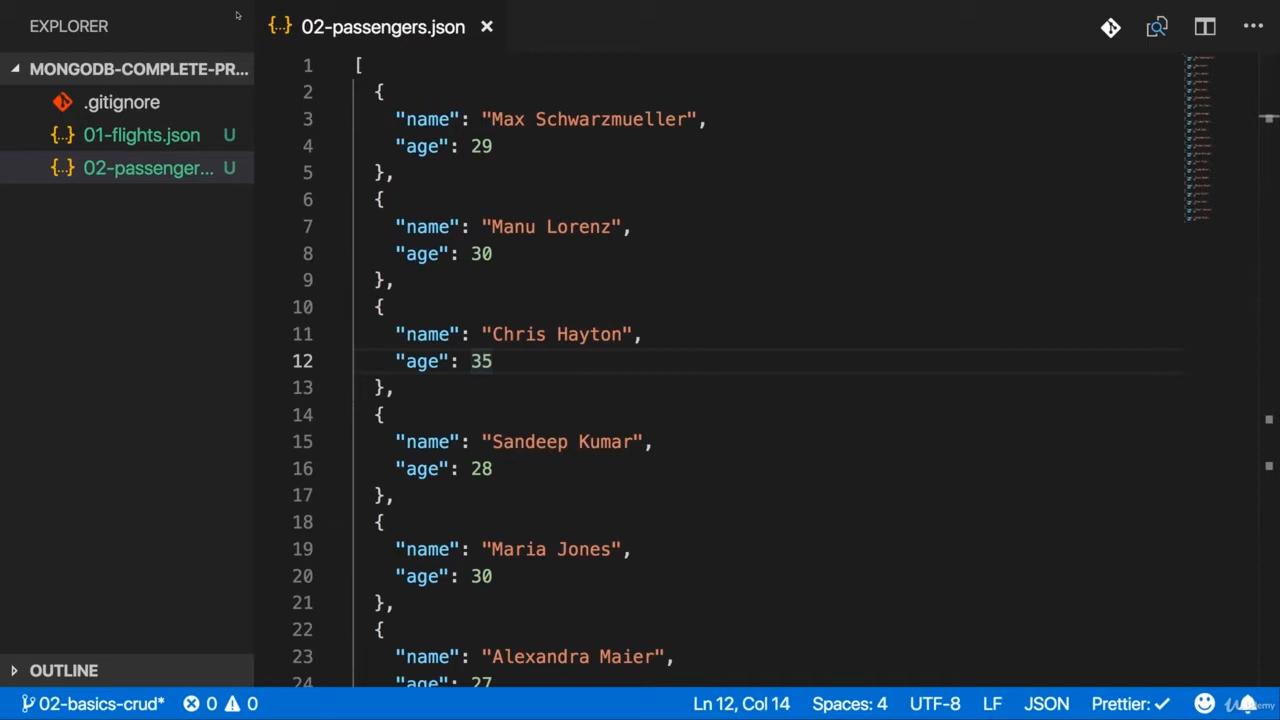 EXPLORER
MONGODB-COMPLETE-PR...
.gitignore
{..} 01-flights.json U
{..} 02-passenger... U
OUTLINE
{..} 02-passengers.json ×
1 [
2 {
3 "name": "Max Schwarzmueller",
4 "age": 29
5 },
6 {
7 "name": "Manu Lorenz",
8 "age": 30
9 },
10 {
11 "name": "Chris Hayton",
12 "age": 35
13 },
14 {
15 "name": "Sandeep Kumar",
16 "age": 28
17 },
18 {
19 "name": "Maria Jones",
20 "age": 30
21 },
22 {
23 "name": "Alexandra Maier",
24 "age": 27
02-basics-crud* 0 0 Ln 12, Col 14 Spaces: 4 UTF-8 LF JSON Prettier: ✓ Udemy